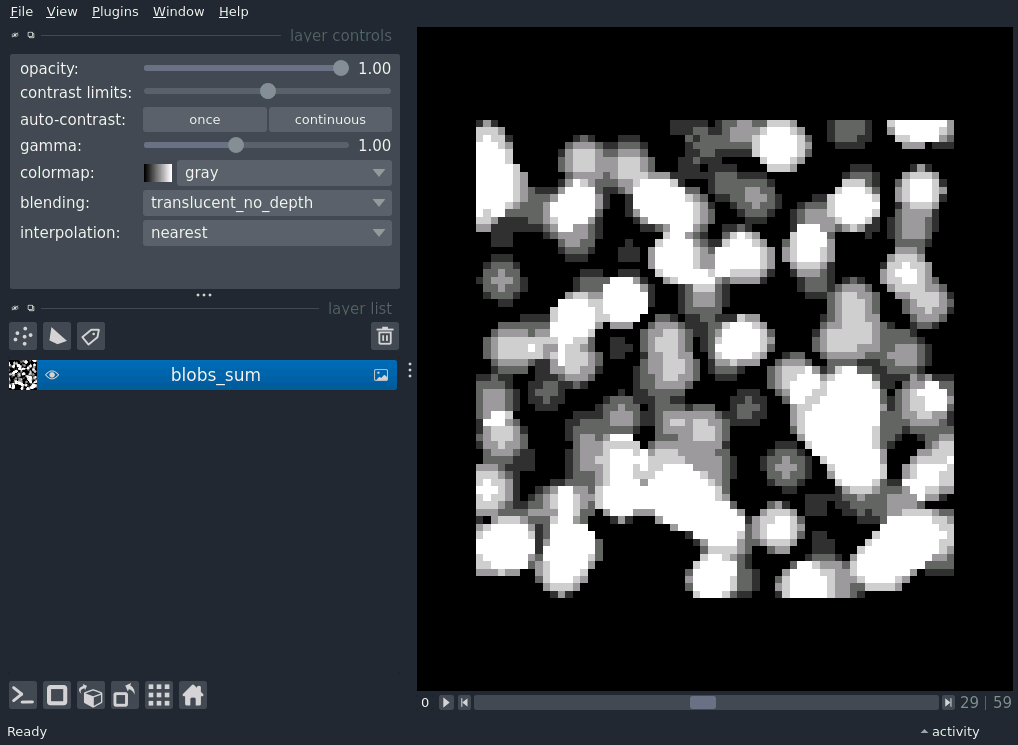 File View Plugins Window Help
layer controls
opacity: 1.00
contrast limits:
auto-contrast: once continuous
gamma: 1.00
colormap: gray
blending: translucent_no_depth
interpolation: nearest
layer list
blobs_sum
0 29 | 59
Ready activity